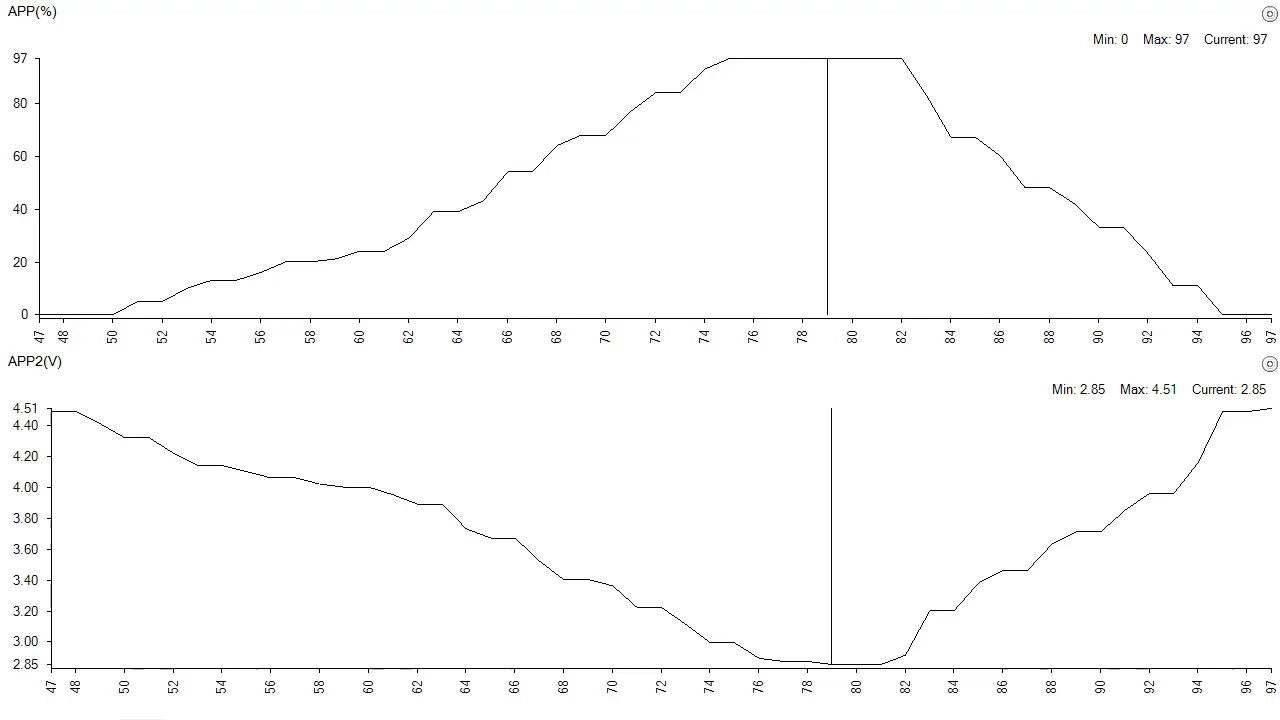 APP(%)
Min: 0 Max: 97 Current: 97
97
80
60
40
20
0
47 48 50 52 54 56 58 60 62 64 66 68 70 72 74 76 78 80 82 84 86 88 90 92 94 96 97
APP2(V)
Min: 2.85 Max: 4.51 Current: 2.85
4.51
4.40
4.20
4.00
3.80
3.60
3.40
3.20
3.00
2.85
47 48 50 52 54 56 58 60 62 64 66 68 70 72 74 76 78 80 82 84 86 88 90 92 94 96 97